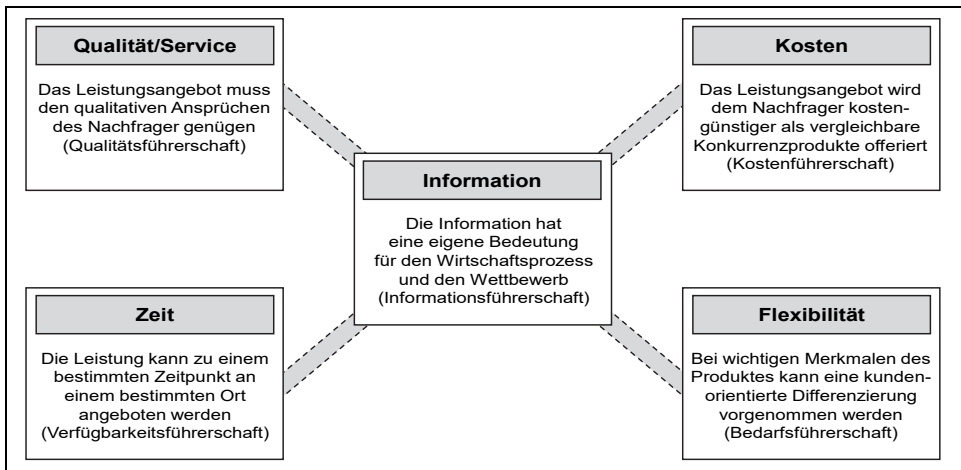 Qualität/Service
Das Leistungsangebot muss
den qualitativen Ansprüchen
des Nachfrager genügen
(Qualitätsführerschaft)
Kosten
Das Leistungsangebot wird
dem Nachfrager kosten-
günstiger als vergleichbare
Konkurrenzprodukte offeriert
(Kostenführerschaft)
Information
Die Information hat
eine eigene Bedeutung
für den Wirtschaftsprozess
und den Wettbewerb
(Informationsführerschaft)
Zeit
Die Leistung kann zu einem
bestimmten Zeitpunkt an
einem bestimmten Ort
angeboten werden
(Verfügbarkeitsführerschaft)
Flexibilität
Bei wichtigen Merkmalen des
Produktes kann eine kunden-
orientierte Differenzierung
vorgenommen werden
(Bedarfsführerschaft)